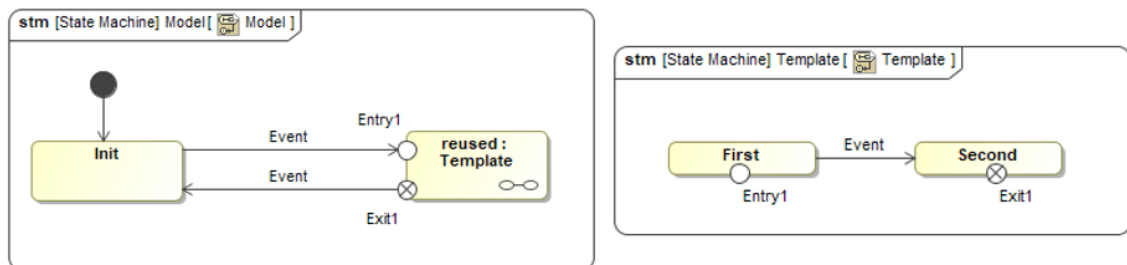 stm [State Machine] Model[ Model ]
Init
Event
Event
Entry1
reused :
Template
Exit1
stm [State Machine] Template [ Template ]
First
Entry1
Event
Second
Exit1